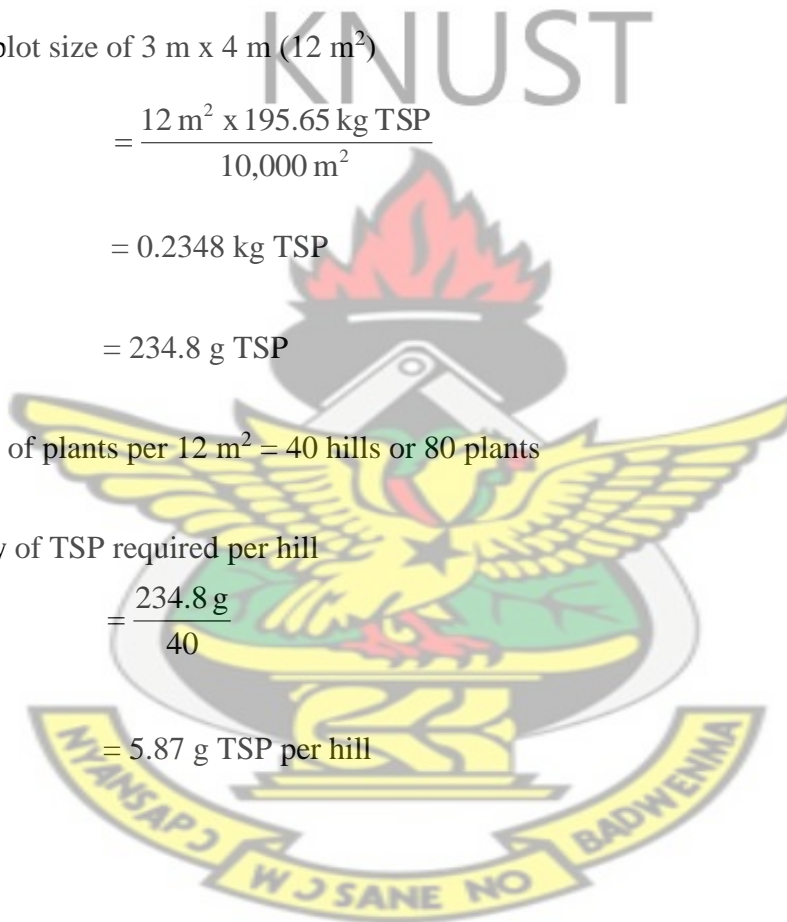 KNUST
plot size of 3 m x 4 m (12 m²)
= 12 m² x 195.65 kg TSP
10,000 m²
= 0.2348 kg TSP
= 234.8 g TSP
of plants per 12 m² = 40 hills or 80 plants
of TSP required per hill
= 234.8 g
40
= 5.87 g TSP per hill
NYANSAPƆ WƆ SANE NO BADWENMA